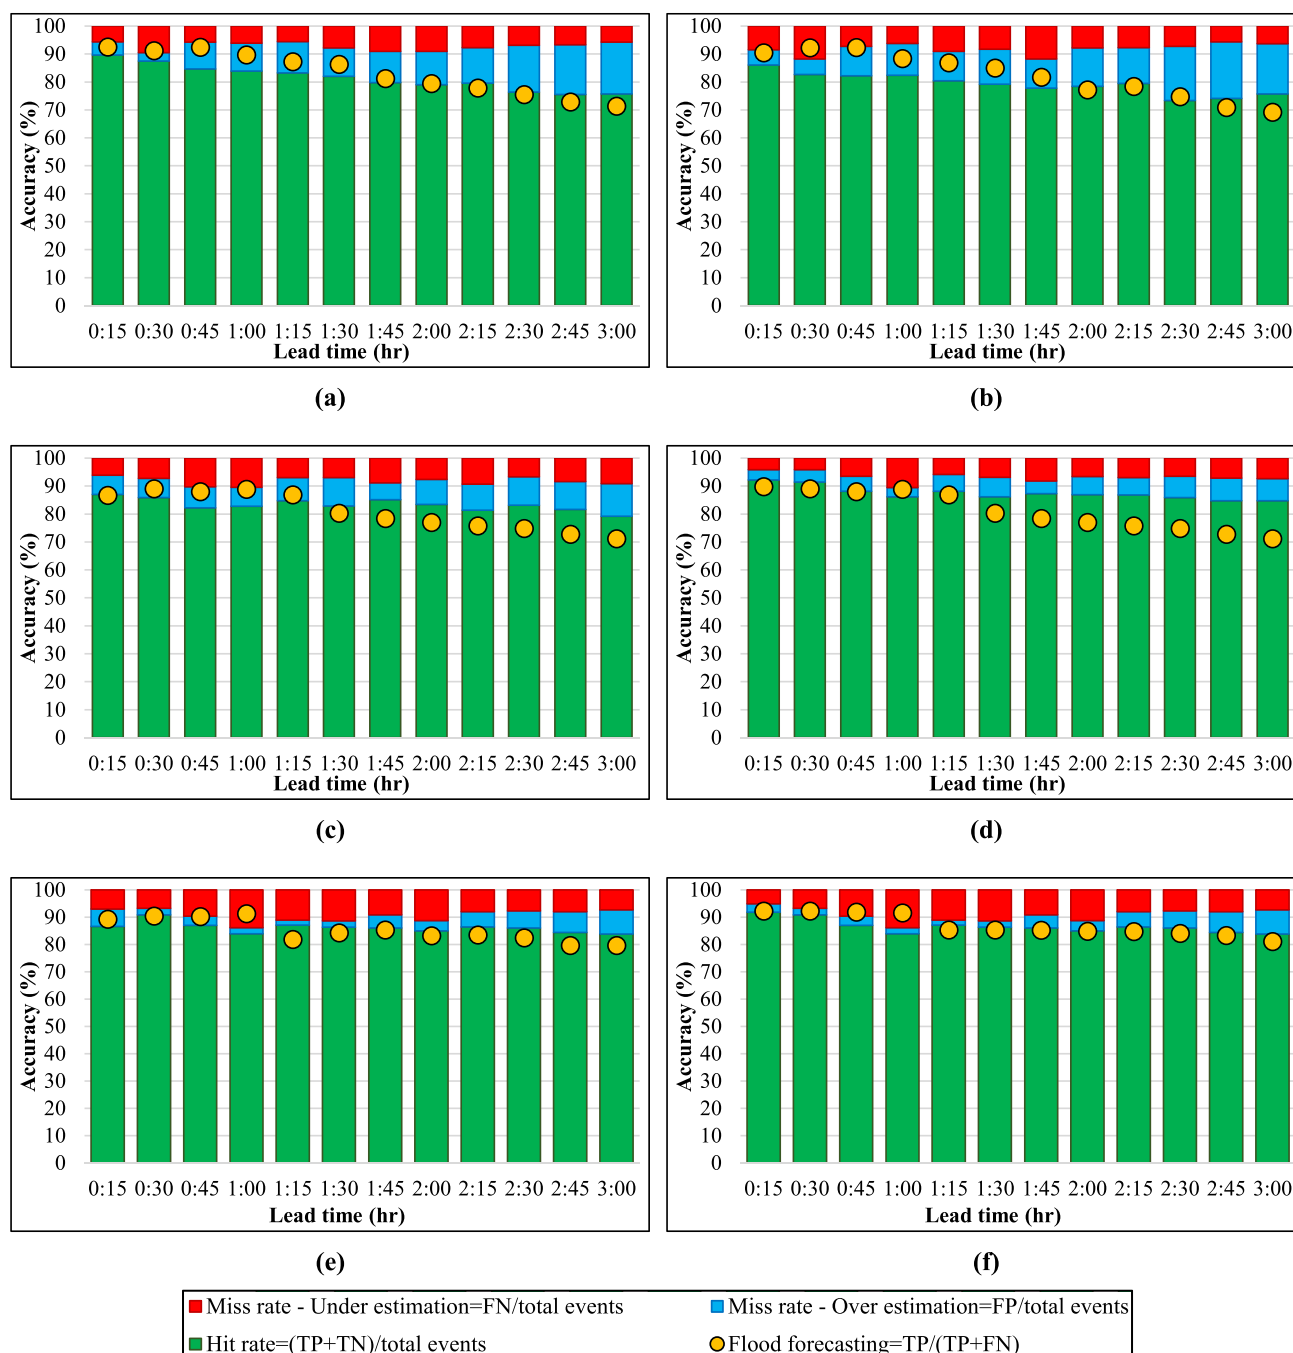 100
90
80
70
60
50
40
30
20
10
0
Accuracy (%)
0:15 0:30 0:45 1:00 1:15 1:30 1:45 2:00 2:15 2:30 2:45 3:00
Lead time (hr)
(a)
100
90
80
70
60
50
40
30
20
10
0
Accuracy (%)
0:15 0:30 0:45 1:00 1:15 1:30 1:45 2:00 2:15 2:30 2:45 3:00
Lead time (hr)
(b)
100
90
80
70
60
50
40
30
20
10
0
Accuracy (%)
0:15 0:30 0:45 1:00 1:15 1:30 1:45 2:00 2:15 2:30 2:45 3:00
Lead time (hr)
(c)
100
90
80
70
60
50
40
30
20
10
0
Accuracy (%)
0:15 0:30 0:45 1:00 1:15 1:30 1:45 2:00 2:15 2:30 2:45 3:00
Lead time (hr)
(d)
100
90
80
70
60
50
40
30
20
10
0
Accuracy (%)
0:15 0:30 0:45 1:00 1:15 1:30 1:45 2:00 2:15 2:30 2:45 3:00
Lead time (hr)
(e)
100
90
80
70
60
50
40
30
20
10
0
Accuracy (%)
0:15 0:30 0:45 1:00 1:15 1:30 1:45 2:00 2:15 2:30 2:45 3:00
Lead time (hr)
(f)
Miss rate - Under estimation=FN/total events
Miss rate - Over estimation=FP/total events
Hit rate=(TP+TN)/total events
Flood forecasting=TP/(TP+FN)